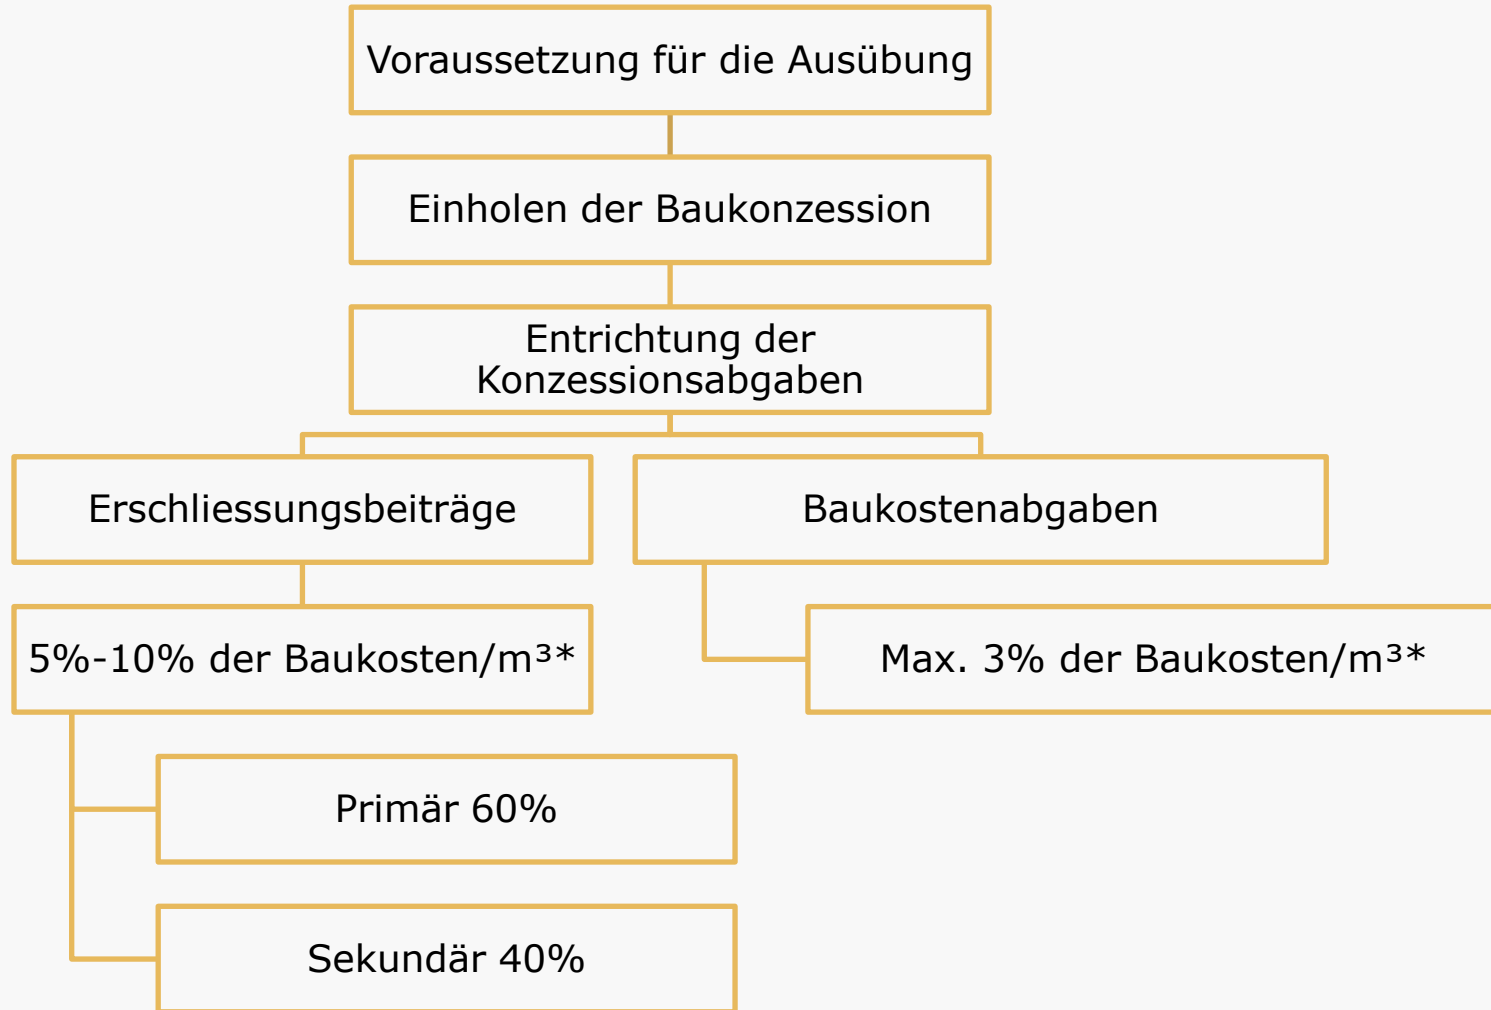 Voraussetzung für die Ausübung
Einholen der Baukonzession
Entrichtung der
Konzessionsabgaben
Erschliessungsbeiträge
Baukostenabgaben
5%-10% der Baukosten/m³*
Max. 3% der Baukosten/m³*
Primär 60%
Sekundär 40%